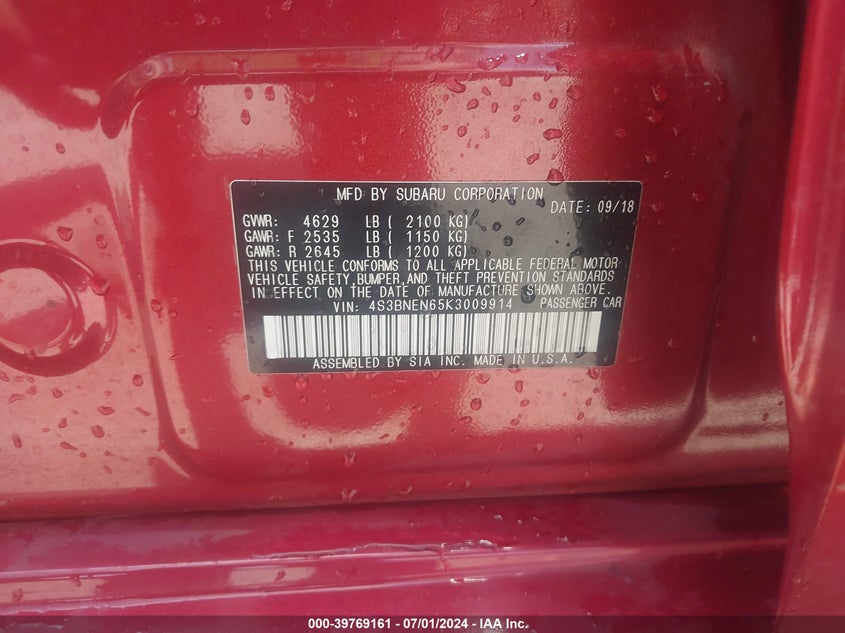 MFD BY SUBARU CORPORATION
DATE: 09/18
GVWR: 4629 LB ( 2100 KG)
GAWR: F 2535 LB ( 1150 KG)
GAWR: R 2645 LB ( 1200 KG)
THIS VEHICLE CONFORMS TO ALL APPLICABLE FEDERAL MOTOR
VEHICLE SAFETY, BUMPER, AND THEFT PREVENTION STANDARDS
IN EFFECT ON THE DATE OF MANUFACTURE SHOWN ABOVE.
VIN: 4S3BNEN65K3009914 PASSENGER CAR
ASSEMBLED BY SIA INC. MADE IN U.S.A.
000-39769161 - 07/01/2024 - IAA Inc.